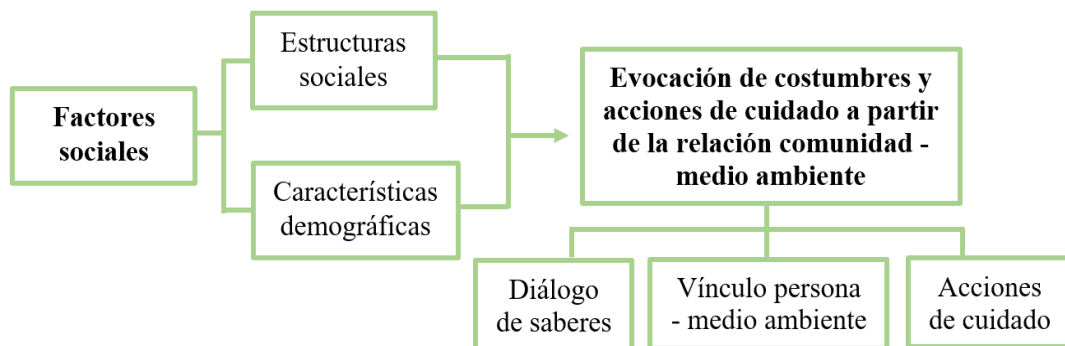 Factores
sociales
Estructuras
sociales
Características
demográficas
Evocación de costumbres y
acciones de cuidado a partir
de la relación comunidad -
medio ambiente
Diálogo
de saberes
Vínculo persona
- medio ambiente
Acciones
de cuidado